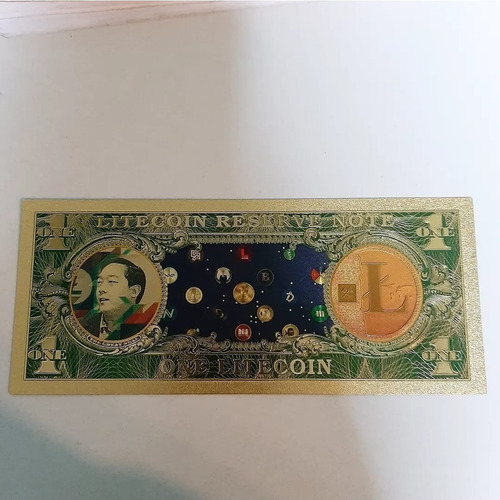 1 LITECOIN RESERVE NOTE 1
ONE ONE
Ł
ONE ONE
1 ONE LITECOIN 1